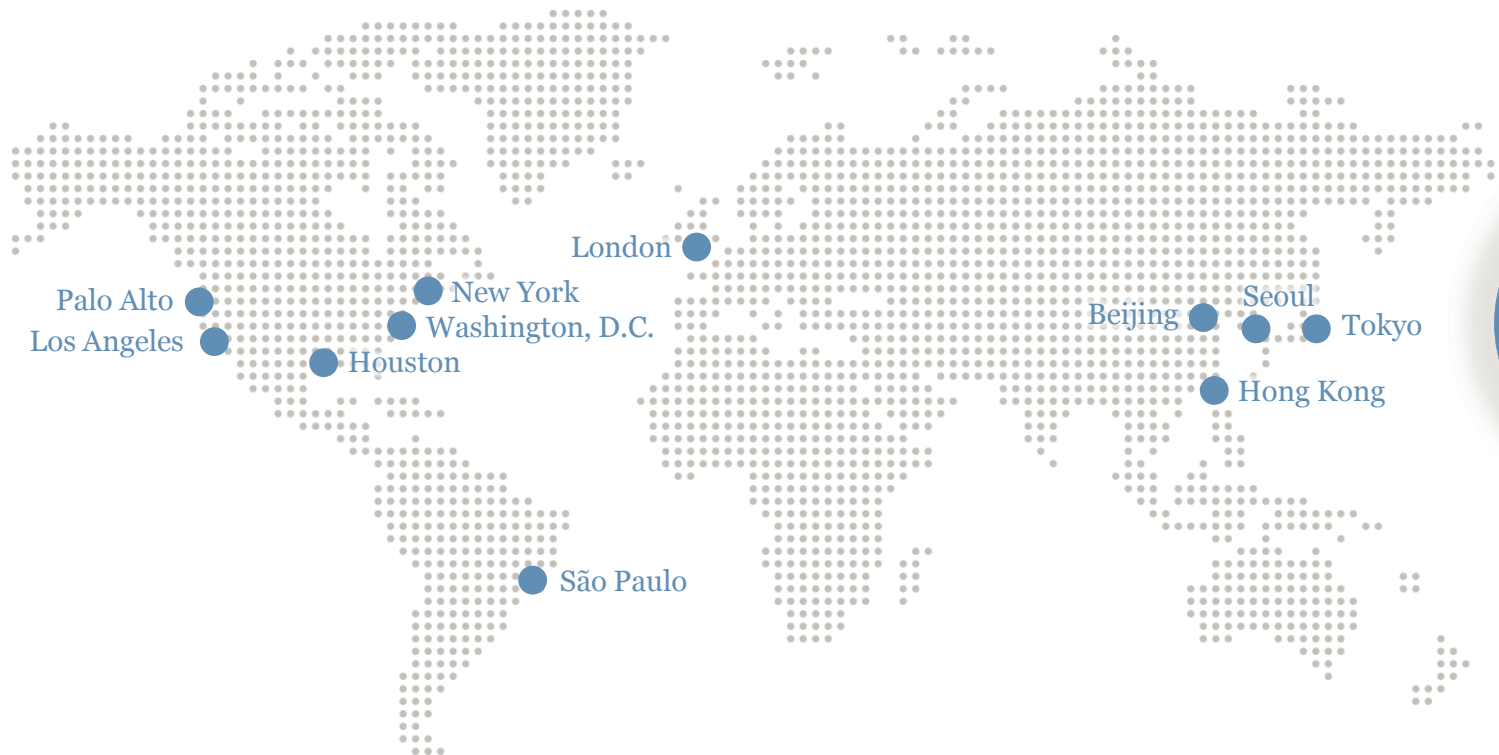 London
Palo Alto
New York
Beijing
Seoul
Washington, D.C.
Tokyo
Los Angeles
Houston
Hong Kong
São Paulo